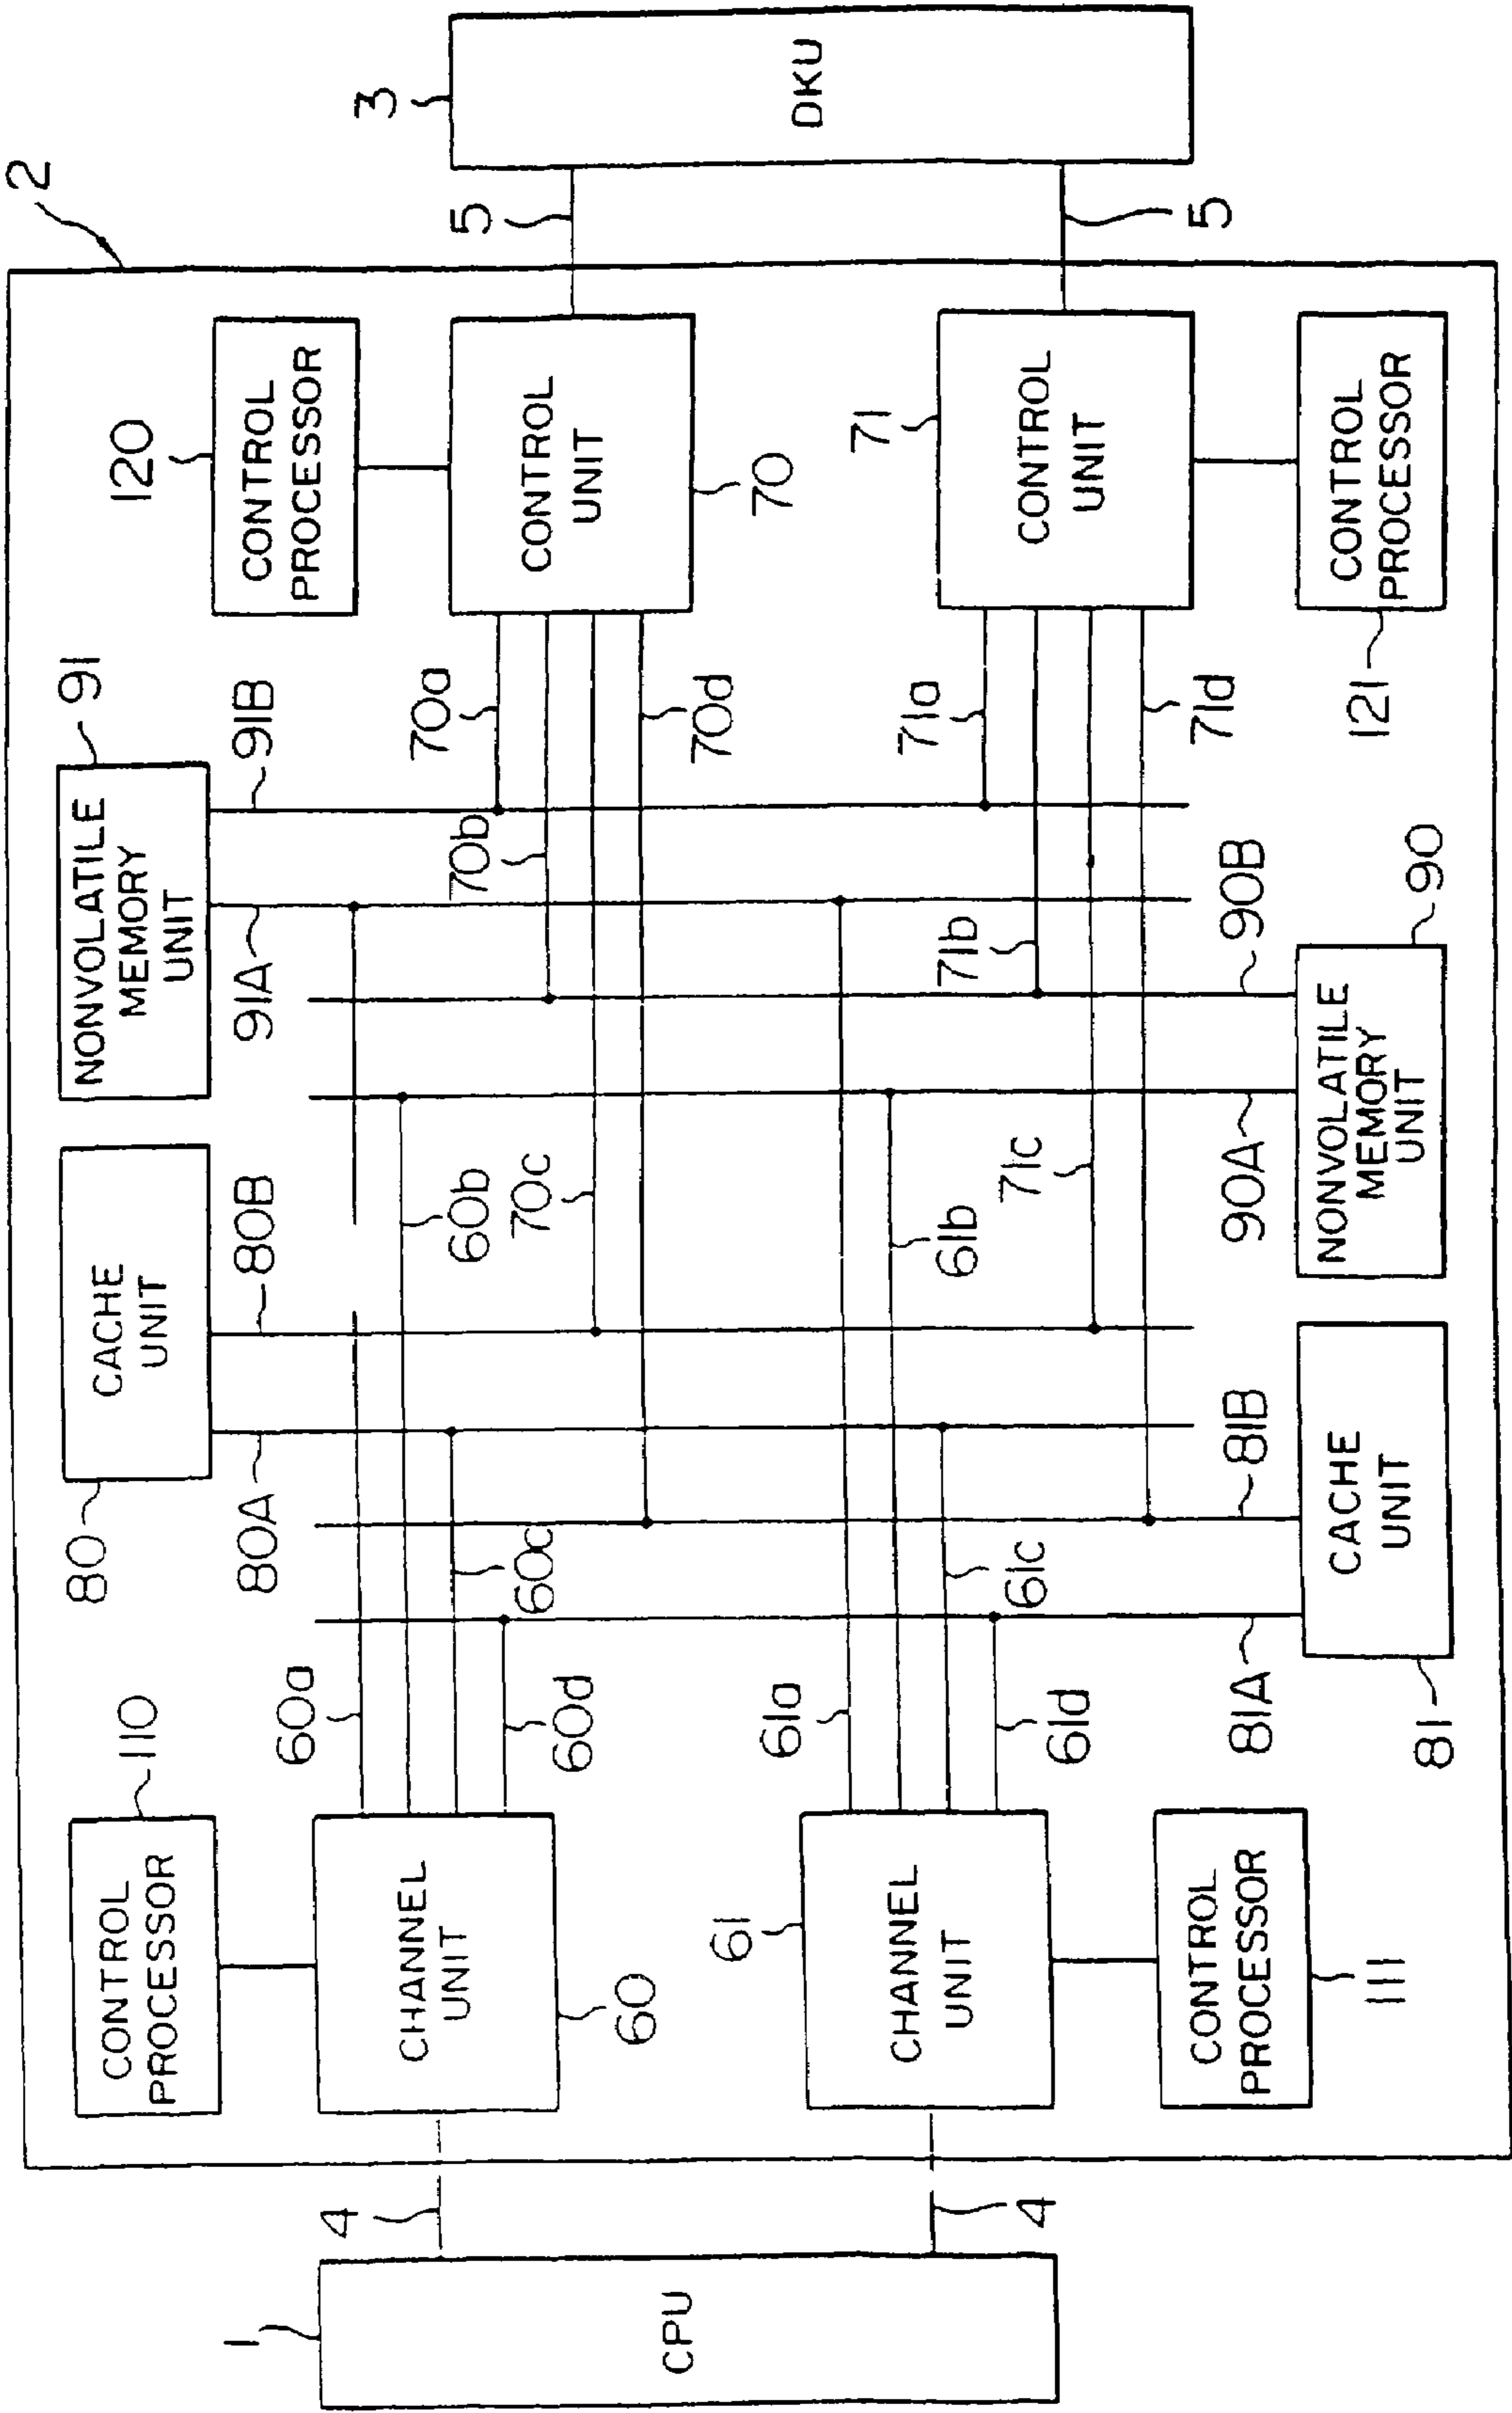 2
3
DKU
5
5
120
CONTROL
PROCESSOR
CONTROL
UNIT
70
71
CONTROL
UNIT
CONTROL
PROCESSOR
121
91
NONVOLATILE
MEMORY
UNIT
91B
91A
70a
70b
70c
70d
71a
71b
71c
71d
90B
90A
90
NONVOLATILE
MEMORY
UNIT
CACHE
UNIT
80
80B
80A
60b
60c
60a
60d
61b
61c
61a
61d
81B
81A
CACHE
UNIT
81
110
CONTROL
PROCESSOR
CHANNEL
UNIT
60
61
CHANNEL
UNIT
CONTROL
PROCESSOR
111
4
4
1
CPU